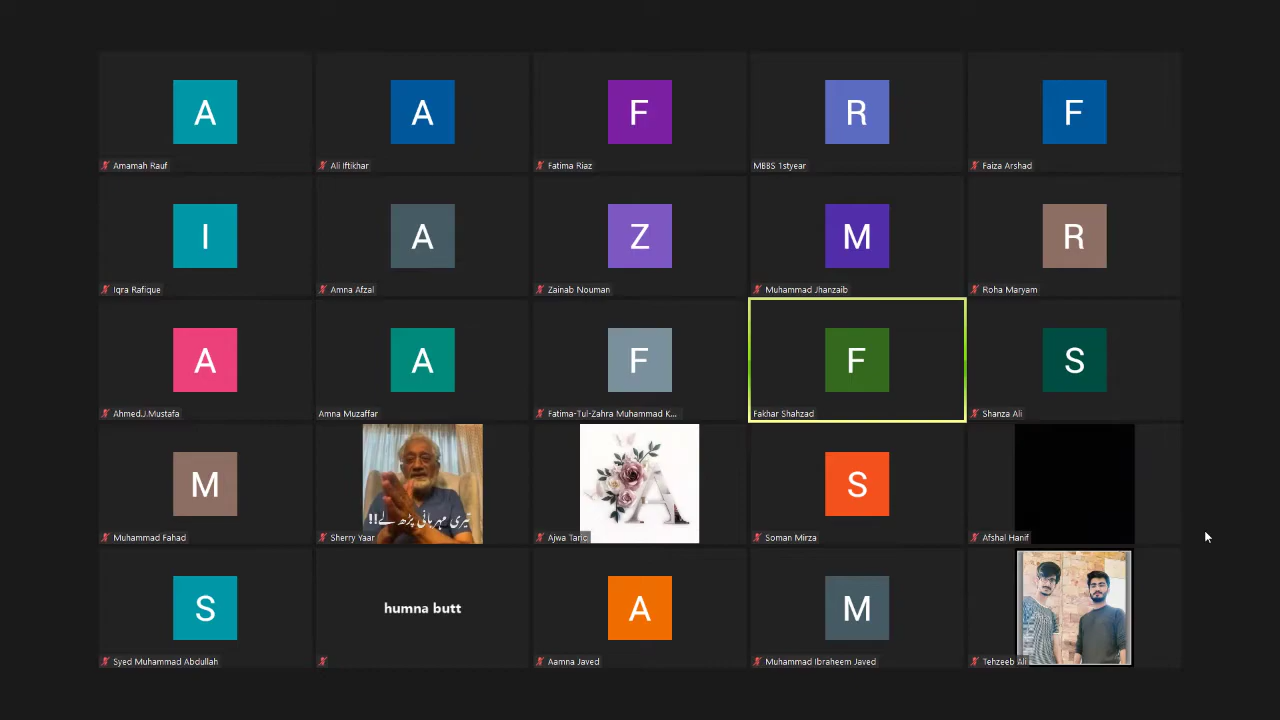 A
A
F
R
F
Amamah Rauf
Ali Iftikhar
Fatima Riaz
MBBS 1styear
Faiza Arshad
I
A
Z
M
R
Iqra Rafique
Amna Afzal
Zainab Nouman
Muhammad Jhanzaib
Roha Maryam
A
A
F
F
S
Ahmed.J.Mustafa
Amna Muzaffar
Fatima-Tul-Zahra Muhammad K...
Fakhar Shahzad
Shanza Ali
M
تیری مہربانی پڑھ لے!!
A
S
Muhammad Fahad
Sherry Yaar
Ajwa Tariq
Soman Mirza
Afshal Hanif
S
humna butt
A
M
Syed Muhammad Abdullah
Aamna Javed
Muhammad Ibraheem Javed
Tehzeeb Ali